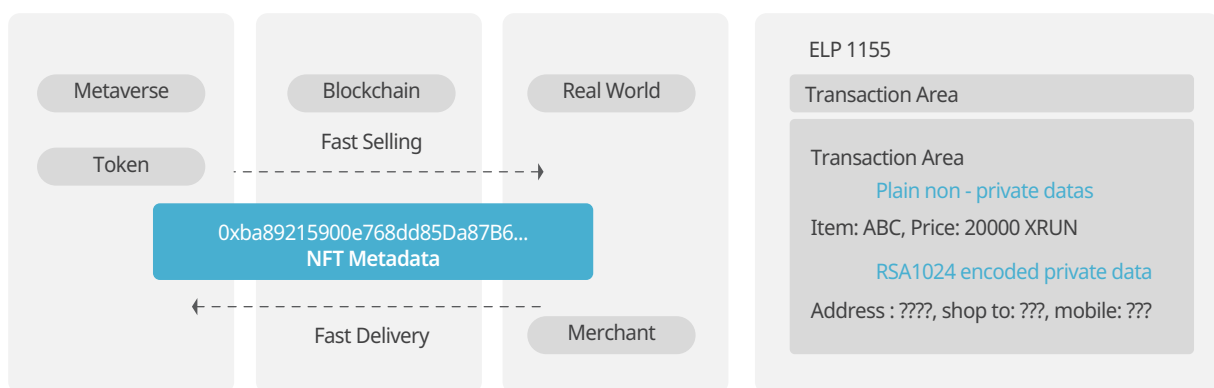 Metaverse
Blockchain
Real World
Token
Fast Selling
0xba89215900e768dd85Da87B6...
NFT Metadata
Fast Delivery
Merchant
ELP 1155
Transaction Area
Transaction Area
Plain non - private datas
Item: ABC, Price: 20000 XRUN
RSA1024 encoded private data
Address : ????, shop to: ???, mobile: ???